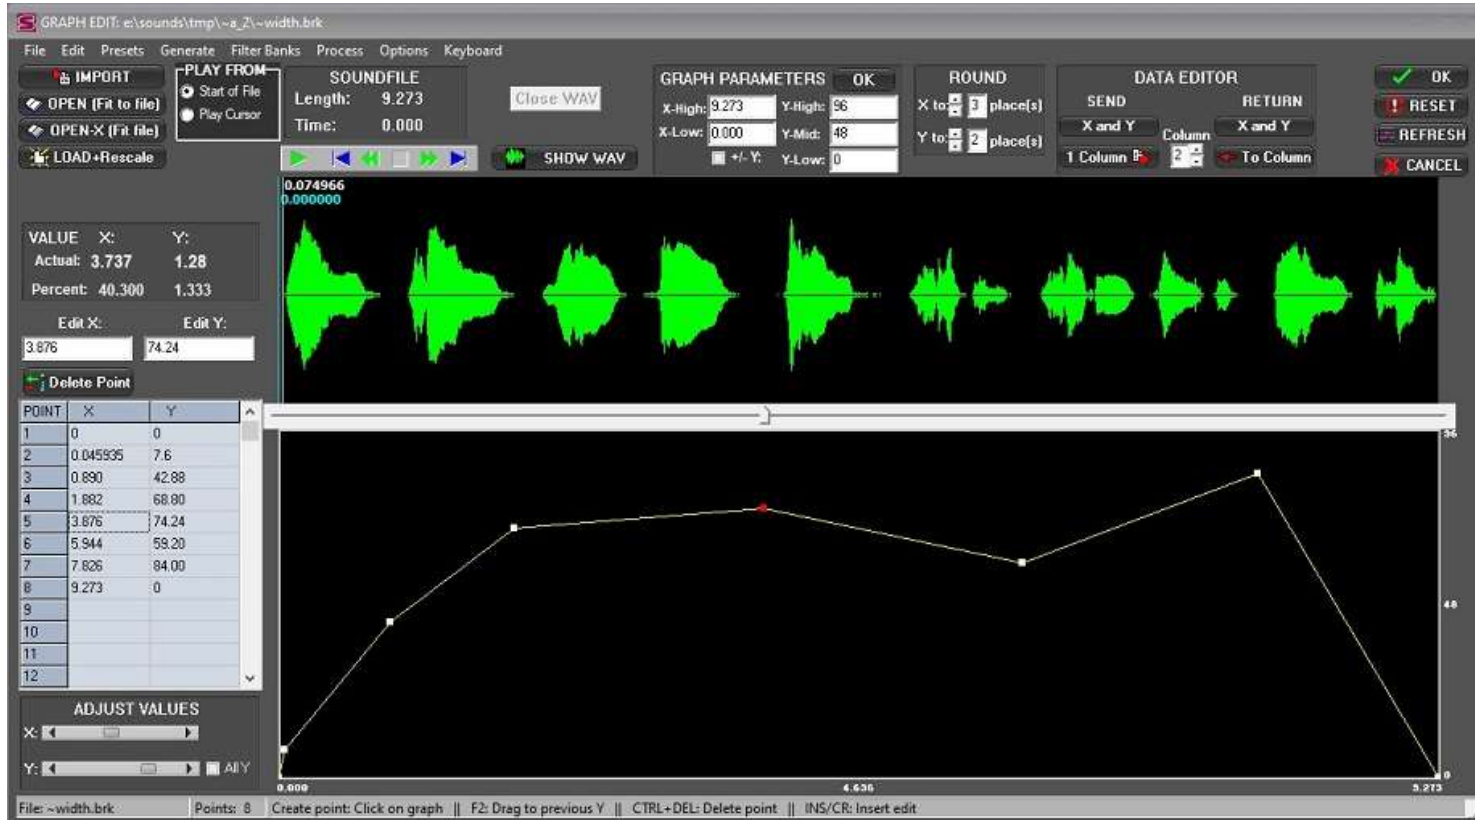 GRAPH EDIT: e:\sounds\tmp\~a_2\~width.brk
File Edit Presets Generate Filter Banks Process Options Keyboard
IMPORT
OPEN (Fit to file)
OPEN-X (Fit file)
LOAD+Rescale
PLAY FROM
Start of File
Play Cursor
SOUNDFILE
Length: 9.273
Time: 0.000
Close WAV
SHOW WAV
GRAPH PARAMETERS OK
X-High: 9.273 Y-High: 96
X-Low: 0.000 Y-Mid: 48
+/- Y: Y-Low: 0
ROUND
X to: 3 place(s)
Y to: 2 place(s)
DATA EDITOR
SEND RETURN
X and Y Column X and Y
1 Column 2 To Column
OK
RESET
REFRESH
CANCEL
0.074966
0.000000
VALUE X: Y:
Actual: 3.737 1.28
Percent: 40.300 1.333
Edit X: Edit Y:
3.876 74.24
Delete Point
POINT X Y
1 0 0
2 0.045935 7.6
3 0.890 42.88
4 1.882 68.80
5 3.876 74.24
6 5.944 59.20
7 7.826 84.00
8 9.273 0
9
10
11
12
ADJUST VALUES
X:
Y: All Y
96
48
0
0.000 4.636 9.273
File: ~width.brk Points: 8 Create point: Click on graph || F2: Drag to previous Y || CTRL+DEL: Delete point || INS/CR: Insert edit